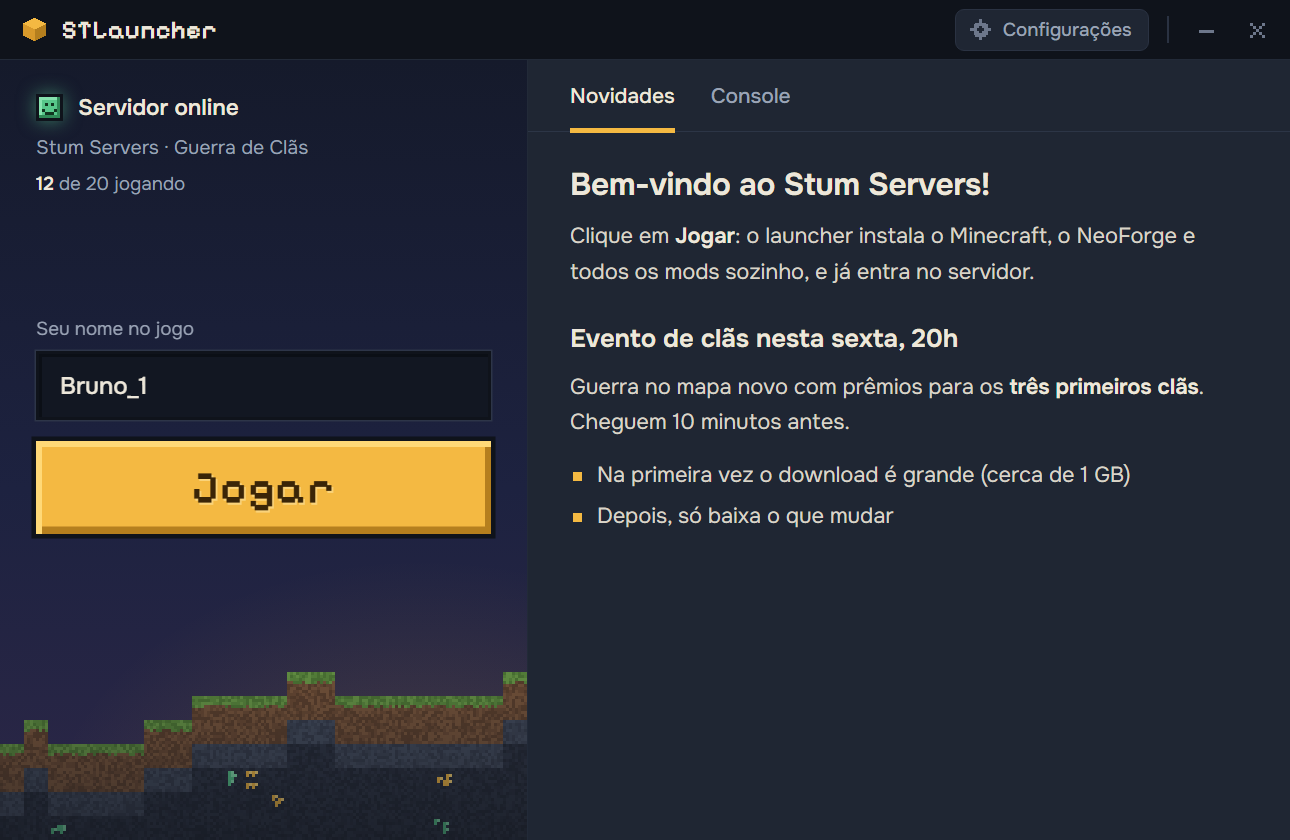 STLauncher
Configurações
Servidor online
Stum Servers · Guerra de Clãs
12 de 20 jogando
Seu nome no jogo
Bruno_1
Jogar
Novidades
Console
Bem-vindo ao Stum Servers!
Clique em Jogar: o launcher instala o Minecraft, o NeoForge e
todos os mods sozinho, e já entra no servidor.
Evento de clãs nesta sexta, 20h
Guerra no mapa novo com prêmios para os três primeiros clãs.
Cheguem 10 minutos antes.
Na primeira vez o download é grande (cerca de 1 GB)
Depois, só baixa o que mudar